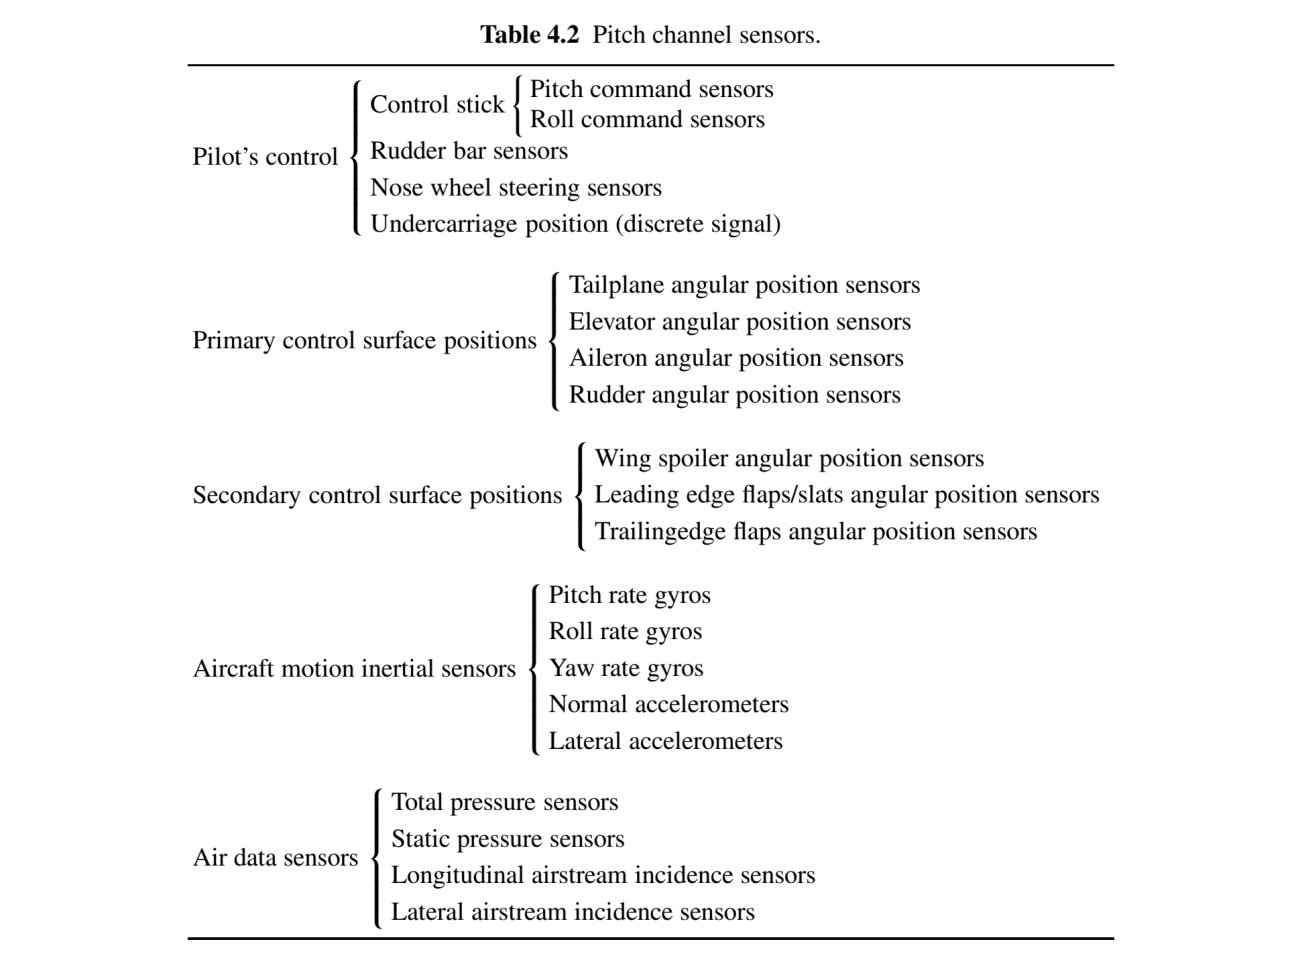 Table 4.2 Pitch channel sensors.
Pilot’s control
Control stick
Pitch command sensors
Roll command sensors
Rudder bar sensors
Nose wheel steering sensors
Undercarriage position (discrete signal)
Primary control surface positions
Tailplane angular position sensors
Elevator angular position sensors
Aileron angular position sensors
Rudder angular position sensors
Secondary control surface positions
Wing spoiler angular position sensors
Leading edge flaps/slats angular position sensors
Trailingedge flaps angular position sensors
Aircraft motion inertial sensors
Pitch rate gyros
Roll rate gyros
Yaw rate gyros
Normal accelerometers
Lateral accelerometers
Air data sensors
Total pressure sensors
Static pressure sensors
Longitudinal airstream incidence sensors
Lateral airstream incidence sensors